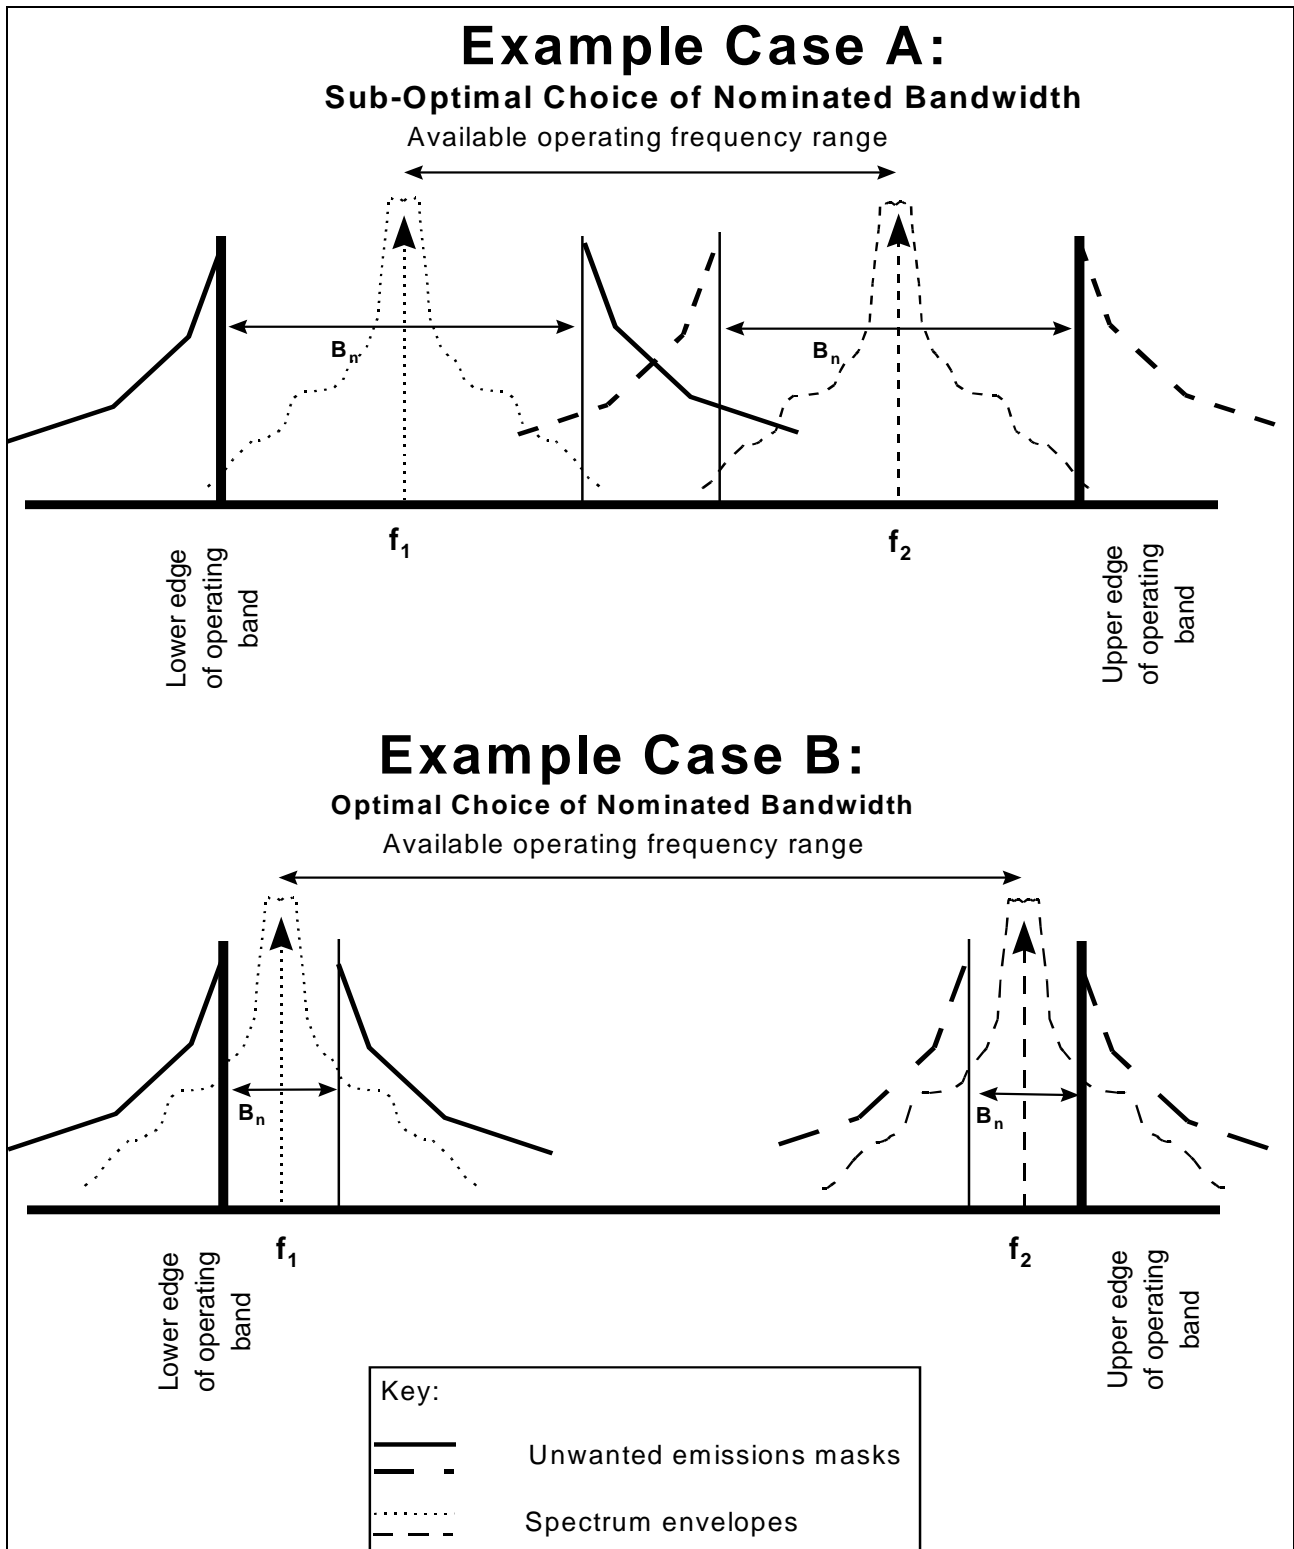 Example Case A:
Sub-Optimal Choice of Nominated Bandwidth
Available operating frequency range
Bn
Bn
f1
f2
Lower edge
of operating
band
Upper edge
of operating
band
Example Case B:
Optimal Choice of Nominated Bandwidth
Available operating frequency range
Bn
Bn
f1
f2
Lower edge
of operating
band
Upper edge
of operating
band
Key:
Unwanted emissions masks
Spectrum envelopes